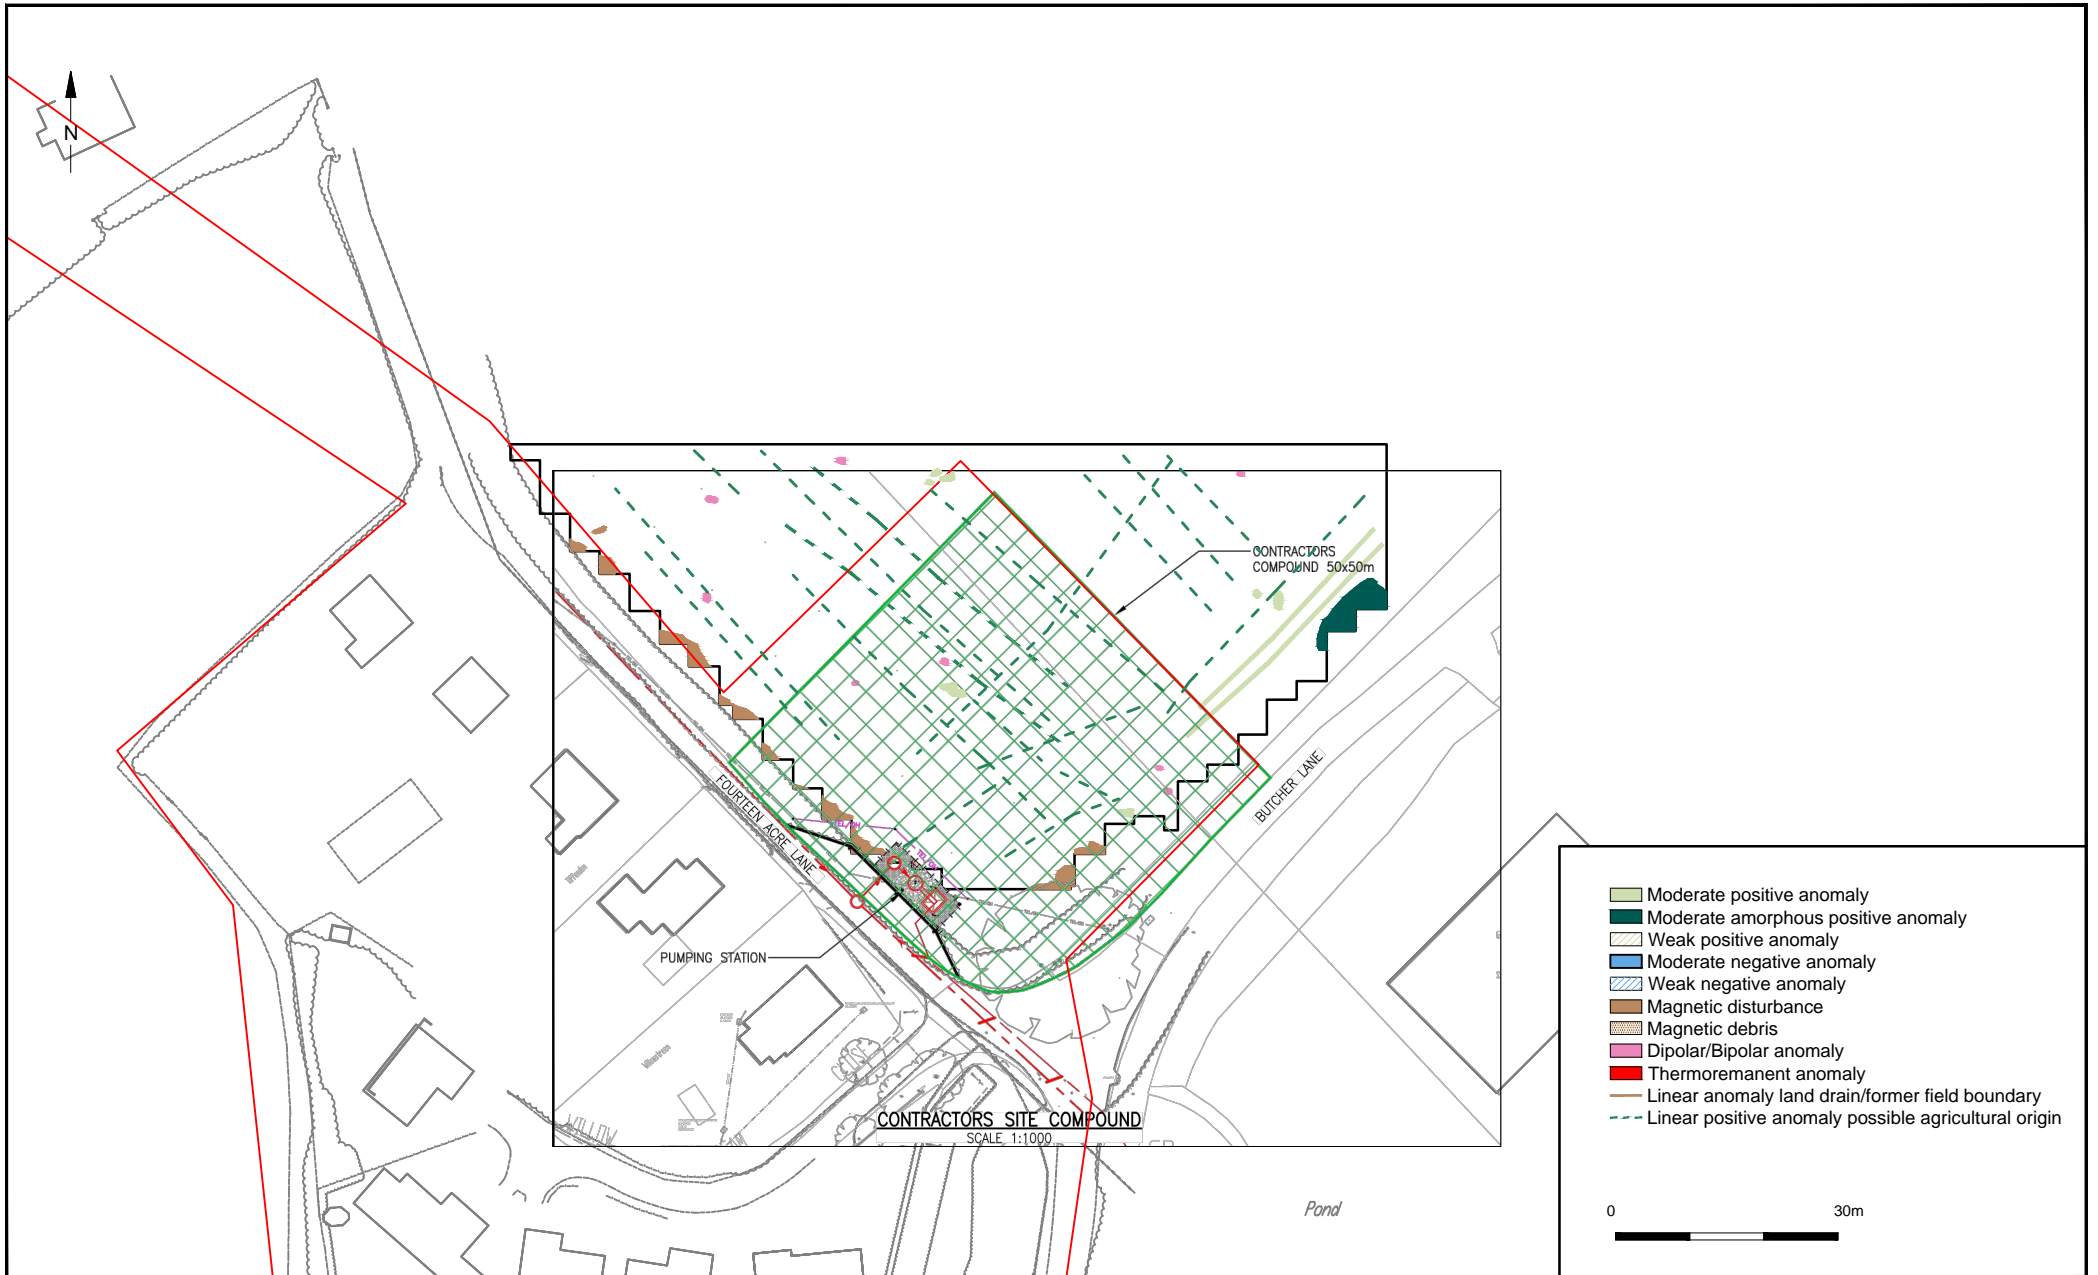 N
CONTRACTORS
COMPOUND 50x50m
FOURTEEN ACRE LANE
BUTCHER LANE
PUMPING STATION
WILLOW
CONTRACTORS SITE COMPOUND
SCALE 1:1000
Pond
Moderate positive anomaly
Moderate amorphous positive anomaly
Weak positive anomaly
Moderate negative anomaly
Weak negative anomaly
Magnetic disturbance
Magnetic debris
Dipolar/Bipolar anomaly
Thermoremanent anomaly
Linear anomaly land drain/former field boundary
Linear positive anomaly possible agricultural origin
0 30m